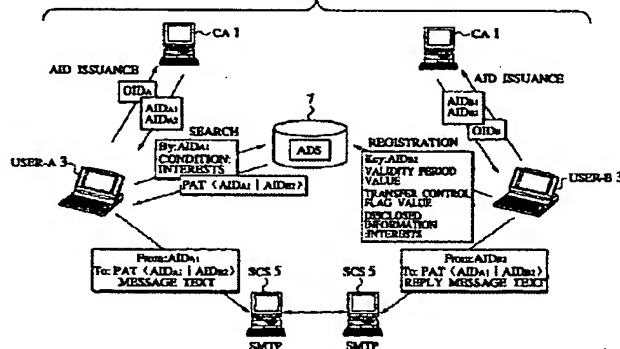 CA 1
CA 1
AID ISSUANCE
AID ISSUANCE
OIDA
AIDA1
AIDA2
7
AIDB1
AIDB2
OIDB
SEARCH
By:AIDA1
CONDITION:
INTERESTS
ADS
REGISTRATION
Key:AIDB2
VALIDITY PERIOD
VALUE
TRANSFER CONTROL
FLAG VALUE
DISCLOSED
INFORMATION
INTERESTS
USER-A 3
USER-B 3
PAT <AIDA1 | AIDB2>
From:AIDA1
To: PAT <AIDA1 | AIDB2>
MESSAGE TEXT
From:AIDB2
To: PAT <AIDA1 | AIDB2>
REPLY MESSAGE TEXT
SCS 5
SCS 5
SMTP
SMTP